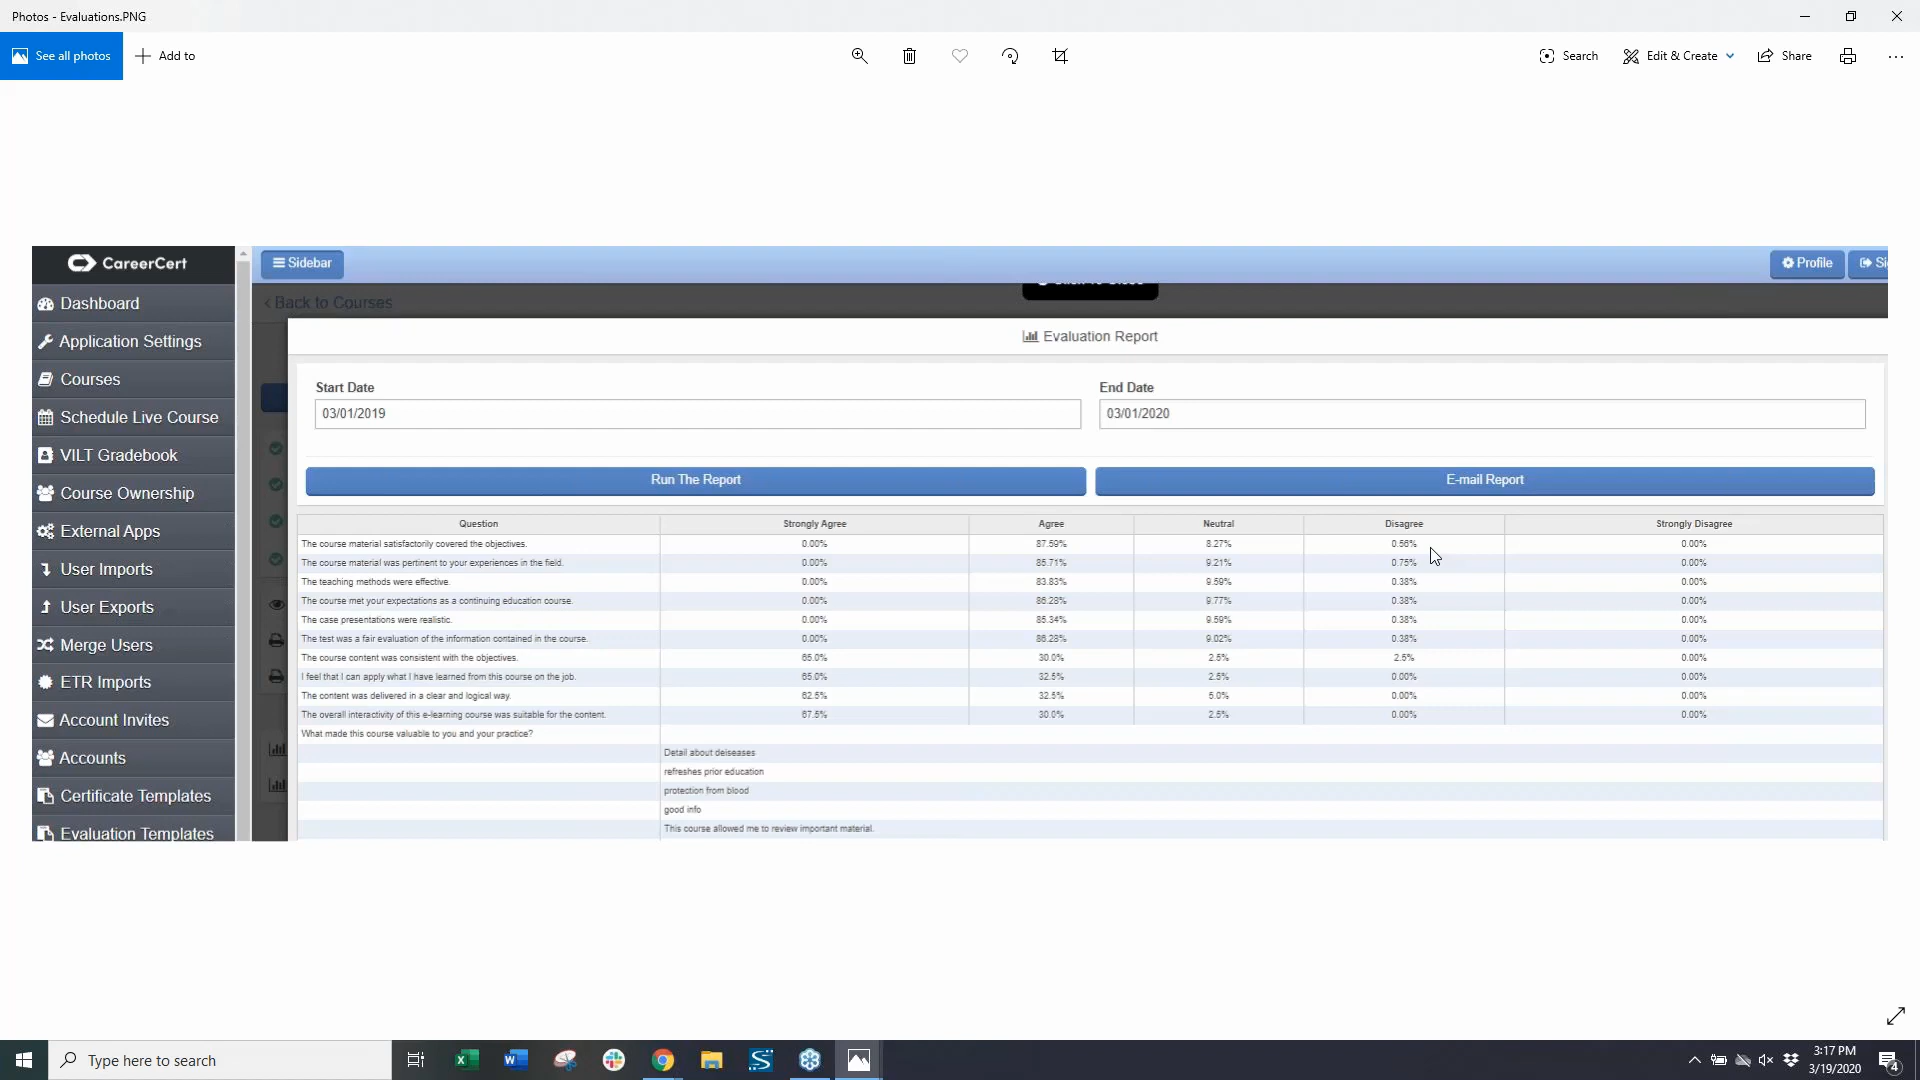 Photos - Evaluations.PNG
See all photos
Add to
Search
Edit & Create
Share
CareerCert
Sidebar
Profile
Dashboard
Back to Courses
Evaluation Report
Application Settings
Courses
Start Date
End Date
03/01/2019
03/01/2020
Schedule Live Course
VILT Gradebook
Run The Report
E-mail Report
Course Ownership
External Apps
User Imports
User Exports
Merge Users
ETR Imports
Account Invites
Accounts
Certificate Templates
Evaluation Templates
Question Strongly Agree Agree Neutral Disagree Strongly Disagree
The course material satisfactorily covered the objectives. 0.00% 87.59% 8.27% 0.56% 0.00%
The course material was pertinent to your experiences in the field. 0.00% 85.71% 9.21% 0.75% 0.00%
The teaching methods were effective. 0.00% 83.83% 9.59% 0.38% 0.00%
The course met your expectations as a continuing education course. 0.00% 86.28% 9.77% 0.38% 0.00%
The case presentations were realistic. 0.00% 85.34% 9.59% 0.38% 0.00%
The test was a fair evaluation of the information contained in the course. 0.00% 86.28% 9.02% 0.38% 0.00%
The course content was consistent with the objectives. 65.0% 30.0% 2.5% 2.5% 0.00%
I feel that I can apply what I have learned from this course on the job. 65.0% 32.5% 2.5% 0.00% 0.00%
The content was delivered in a clear and logical way. 62.5% 32.5% 5.0% 0.00% 0.00%
The overall interactivity of this e-learning course was suitable for the content. 67.5% 30.0% 2.5% 0.00% 0.00%
What made this course valuable to you and your practice?
Detail about deiseases
refreshes prior education
protection from blood
good info
This course allowed me to review important material.
Type here to search
3:17 PM
3/19/2020
4